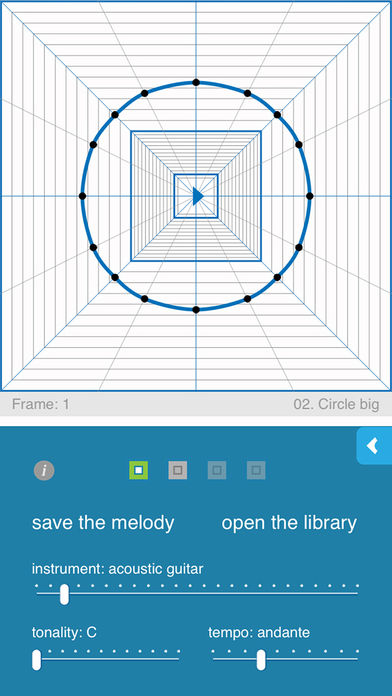 Frame: 1
02. Circle big
i
save the melody
open the library
instrument: acoustic guitar
tonality: C
tempo: andante